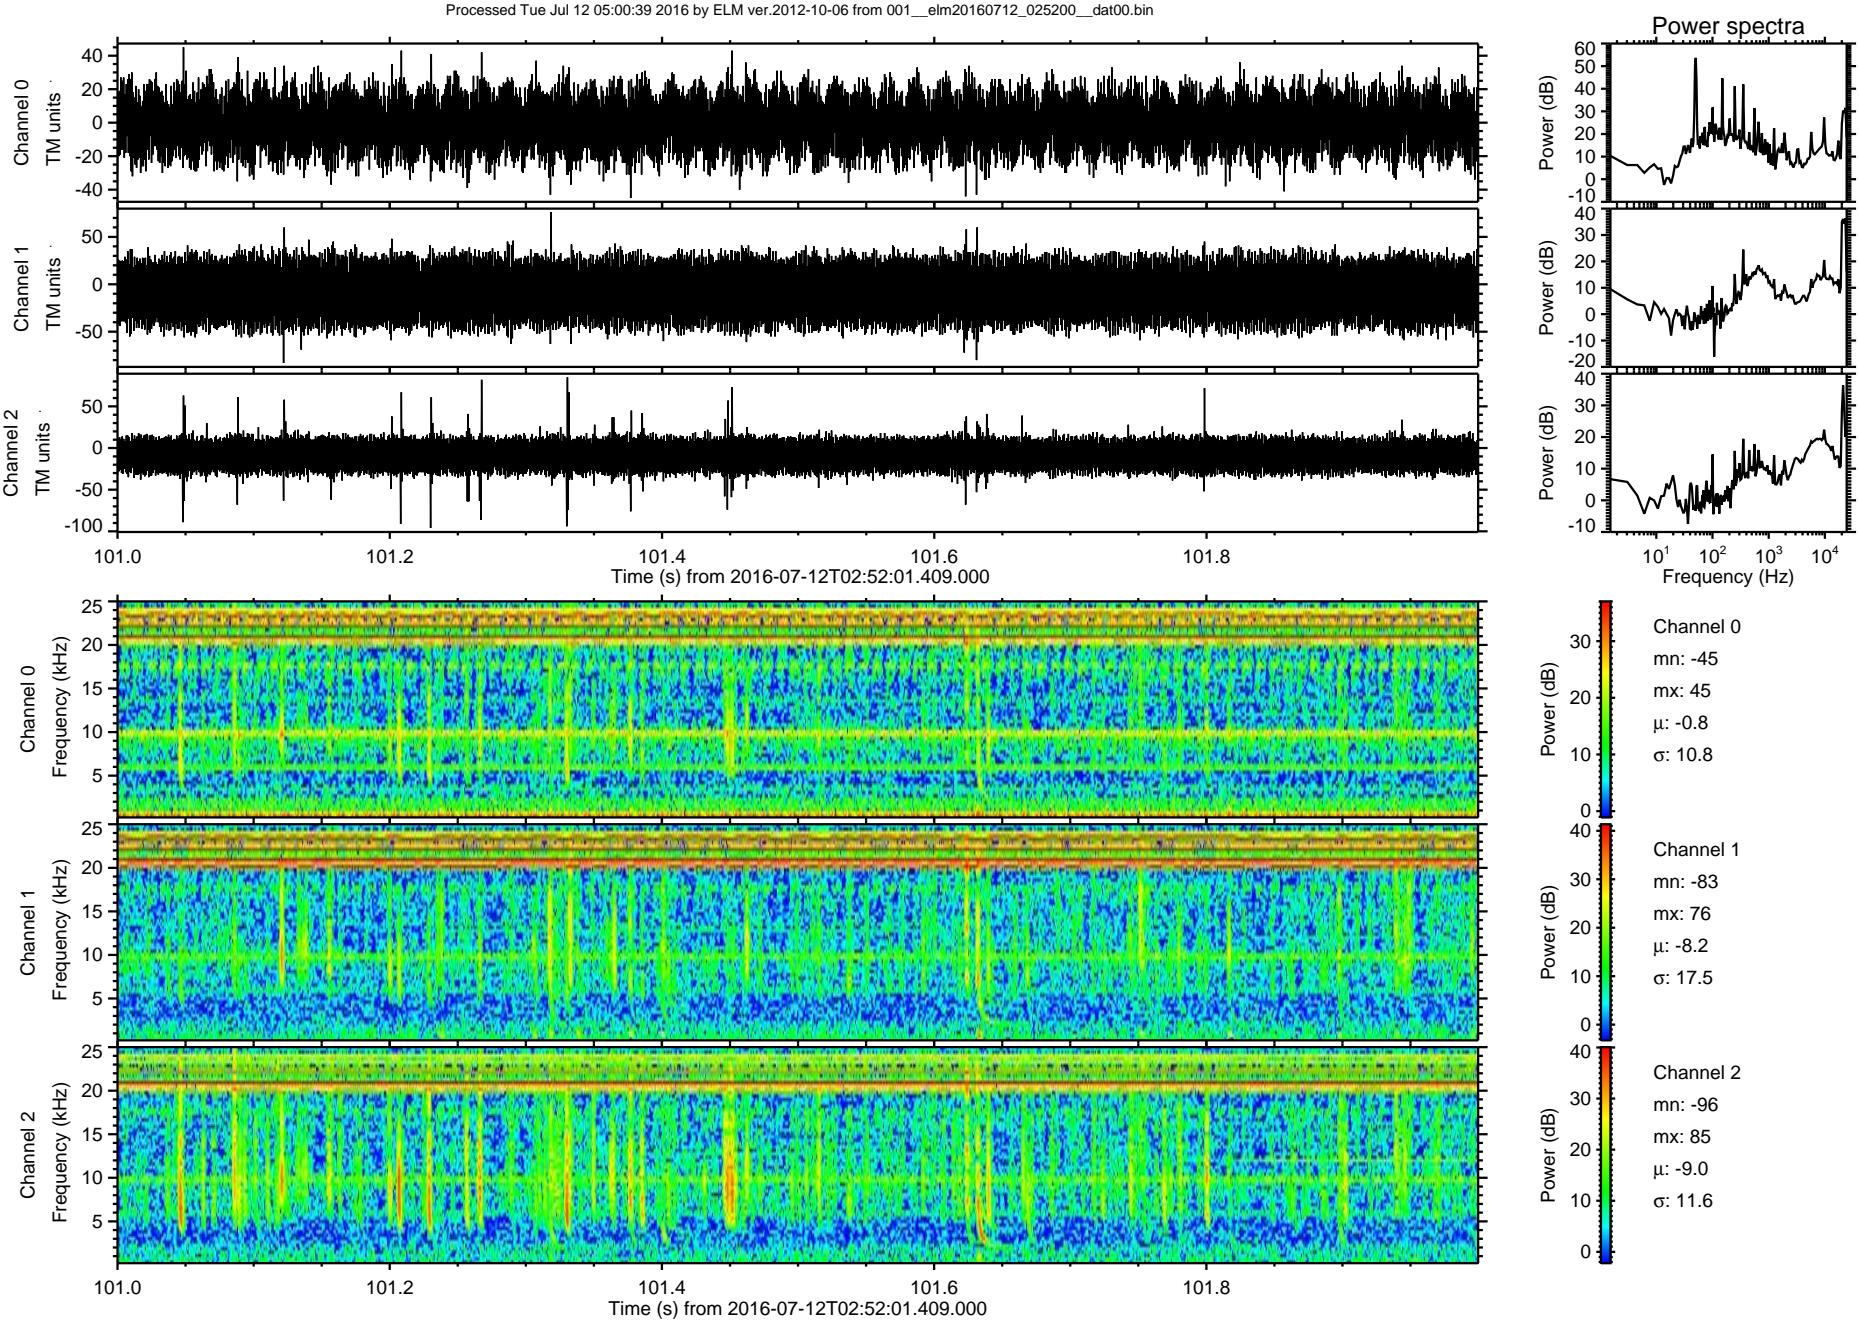 Processed Tue Jul 12 05:00:39 2016 by ELM ver.2012-10-06 from 001__elm20160712_025200__dat00.bin
Power spectra
Channel 0
TM units
40
20
0
-20
-40
Power (dB)
60
50
40
30
20
10
0
-10
Channel 1
TM units
50
0
-50
Power (dB)
40
30
20
10
0
-10
-20
Channel 2
TM units
50
0
-50
-100
Power (dB)
40
30
20
10
0
-10
101.0 101.2 101.4 101.6 101.8
Time (s) from 2016-07-12T02:52:01.409.000
10¹ 10² 10³ 10⁴
Frequency (Hz)
Channel 0
Frequency (kHz)
25
20
15
10
5
Power (dB)
30
20
10
0
Channel 0
mn: -45
mx: 45
μ: -0.8
σ: 10.8
Channel 1
Frequency (kHz)
25
20
15
10
5
Power (dB)
40
30
20
10
0
Channel 1
mn: -83
mx: 76
μ: -8.2
σ: 17.5
Channel 2
Frequency (kHz)
25
20
15
10
5
Power (dB)
40
30
20
10
0
Channel 2
mn: -96
mx: 85
μ: -9.0
σ: 11.6
101.0 101.2 101.4 101.6 101.8
Time (s) from 2016-07-12T02:52:01.409.000